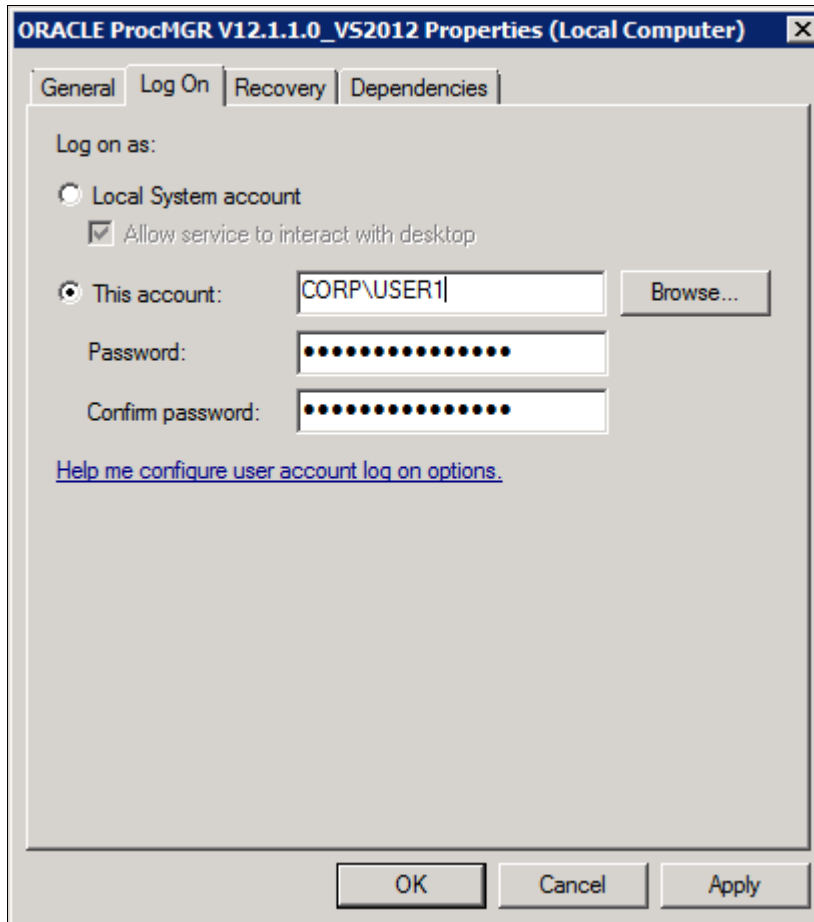 ORACLE ProcMGR V12.1.1.0_VS2012 Properties (Local Computer)
General Log On Recovery Dependencies
Log on as:
Local System account
Allow service to interact with desktop
This account: CORP\USER1 Browse...
Password: •••••••••••••••
Confirm password: •••••••••••••••
Help me configure user account log on options.
OK Cancel Apply